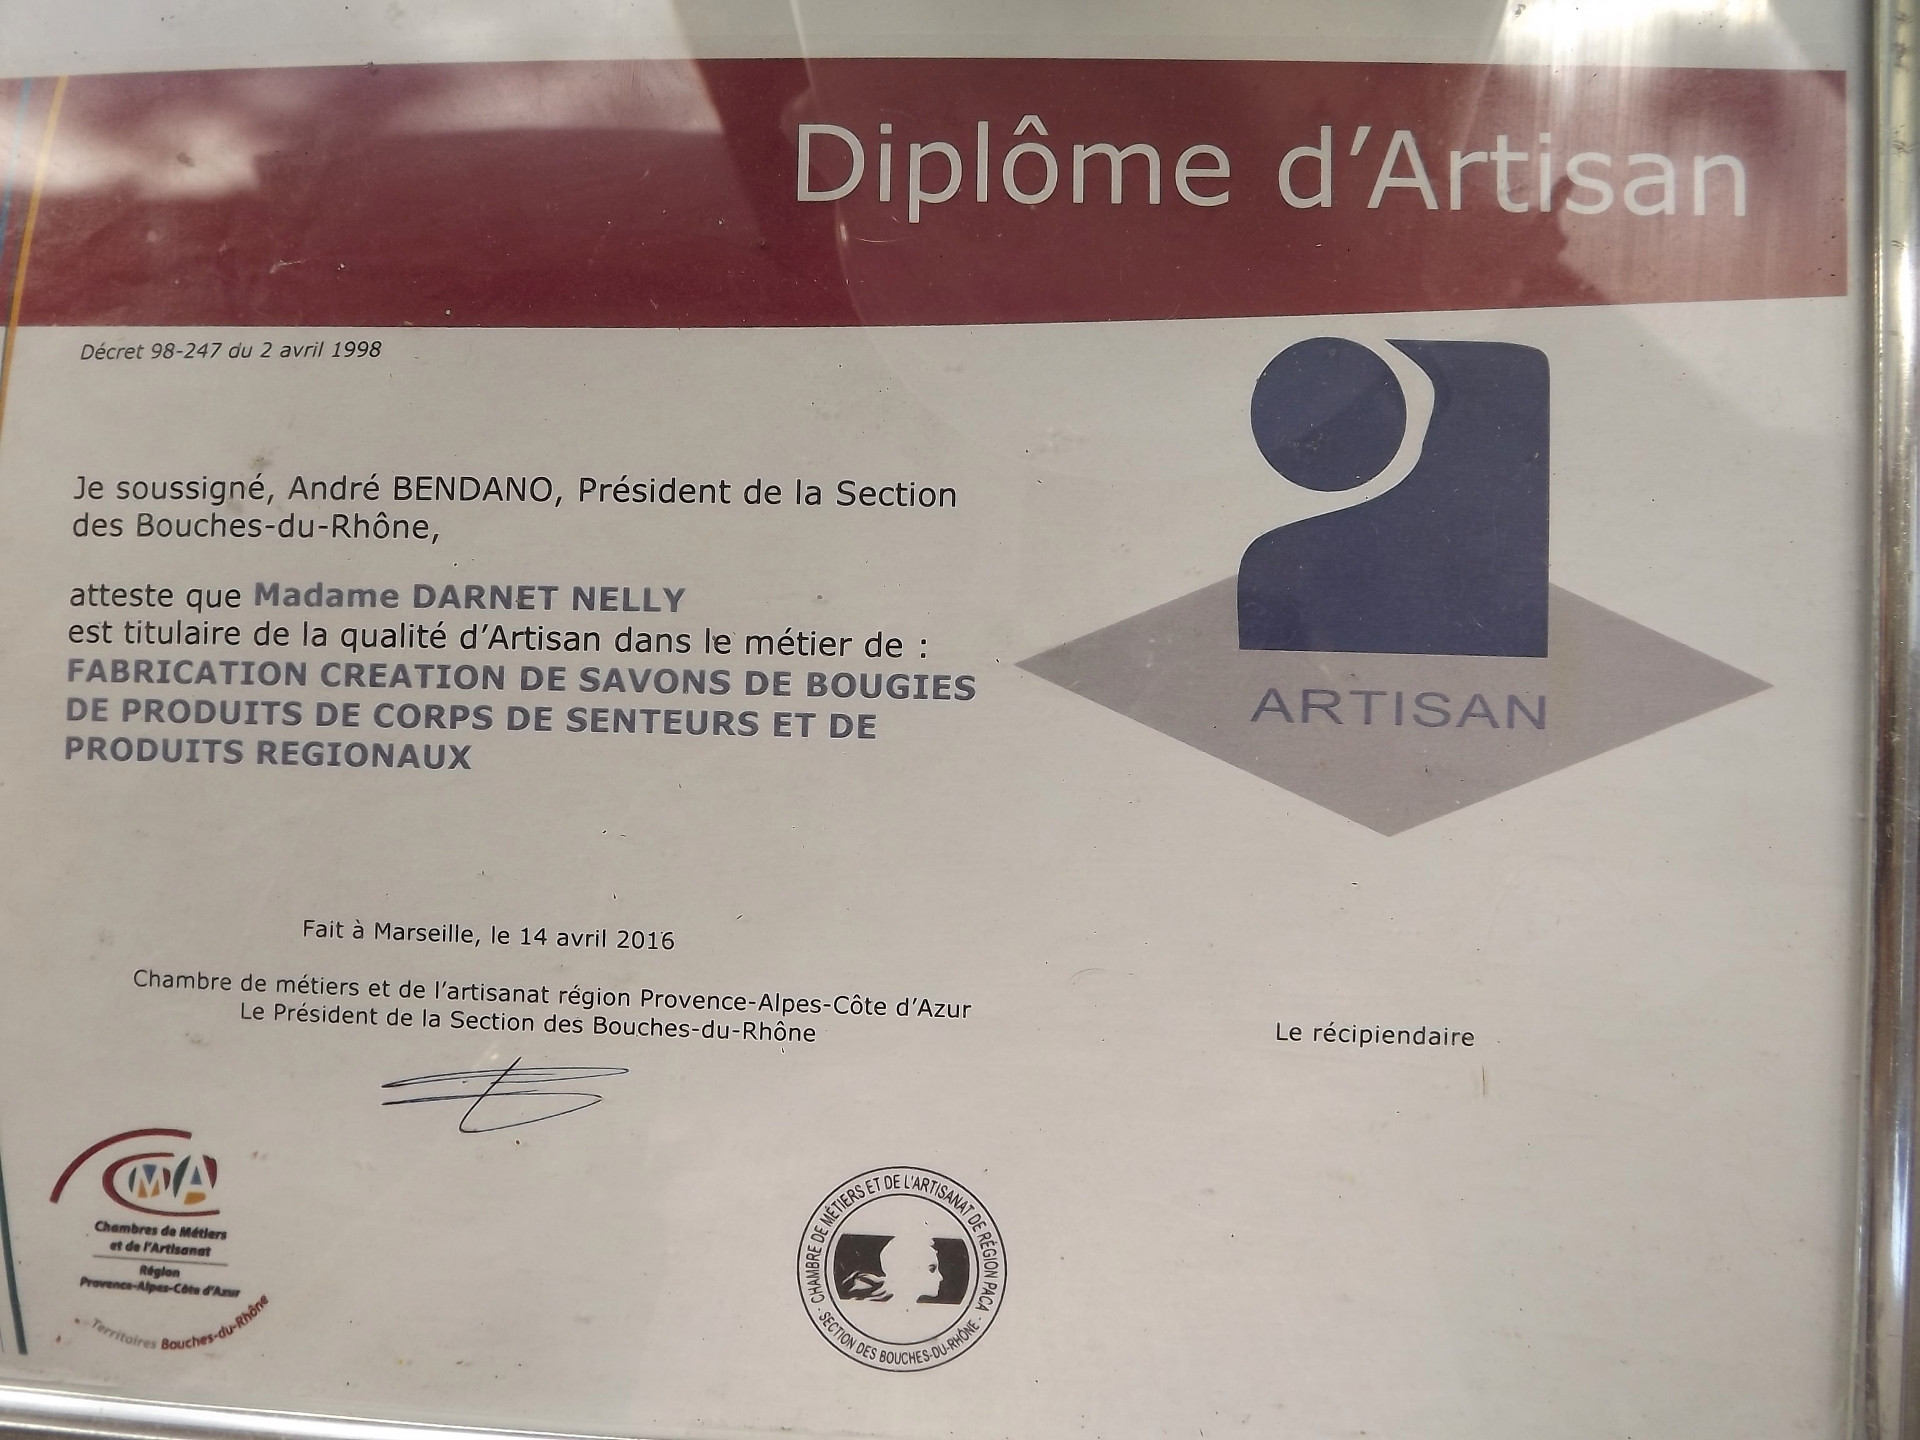 Diplôme d'Artisan
Décret 98-247 du 2 avril 1998
Je soussigné, André BENDANO, Président de la Section
des Bouches-du-Rhône,
atteste que Madame DARNET NELLY
est titulaire de la qualité d'Artisan dans le métier de :
FABRICATION CREATION DE SAVONS DE BOUGIES
DE PRODUITS DE CORPS DE SENTEURS ET DE
PRODUITS REGIONAUX
ARTISAN
Fait à Marseille, le 14 avril 2016
Chambre de métiers et de l'artisanat région Provence-Alpes-Côte d'Azur
Le Président de la Section des Bouches-du-Rhône
Le récipiendaire
CMA
Chambres de Métiers
et de l'Artisanat
Région
Provence-Alpes-Côte d'Azur
Territoires Bouches-du-Rhône
CHAMBRE DE MÉTIERS ET DE L'ARTISANAT DE RÉGION PACA
- SECTION DES BOUCHES-DU-RHÔNE -